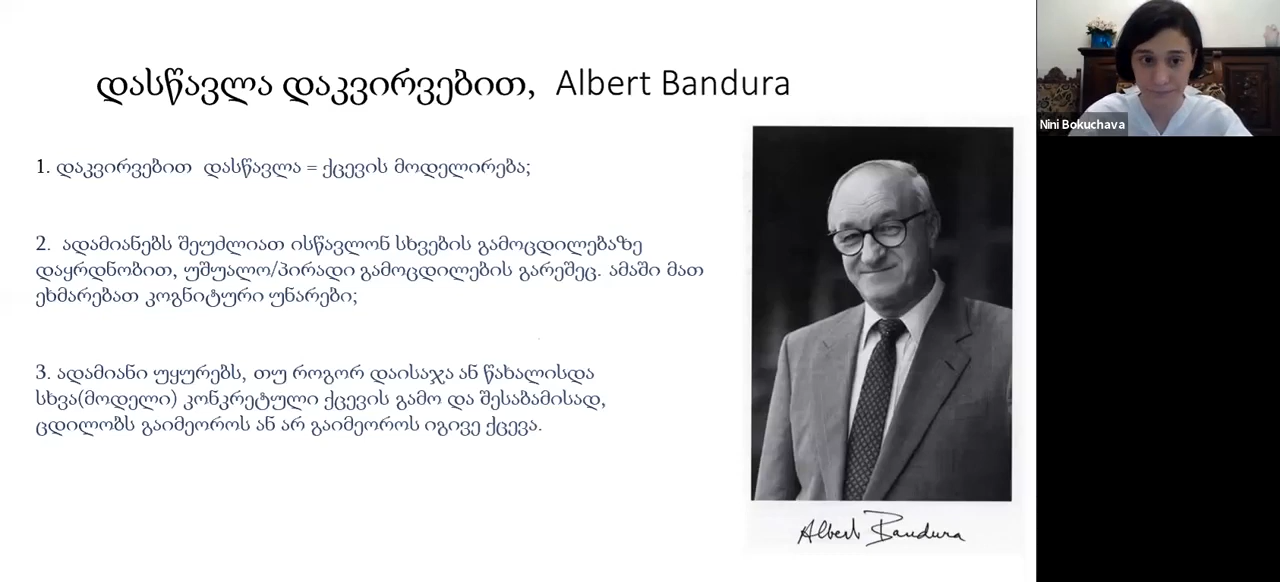 დასწავლა დაკვირვებით, Albert Bandura
1. დაკვირვებით დასწავლა = ქცევის მოდელირება;
2. ადამიანებს შეუძლიათ ისწავლონ სხვების გამოცდილებაზე
დაყრდნობით, უშუალო/პირადი გამოცდილების გარეშეც. ამაში მათ
ეხმარებათ კოგნიტური უნარები;
3. ადამიანი უყურებს, თუ როგორ დაისაჯა ან წახალისდა
სხვა(მოდელი) კონკრეტული ქცევის გამო და შესაბამისად,
ცდილობს გაიმეოროს ან არ გაიმეოროს იგივე ქცევა.
Albert Bandura
Nini Bokuchava